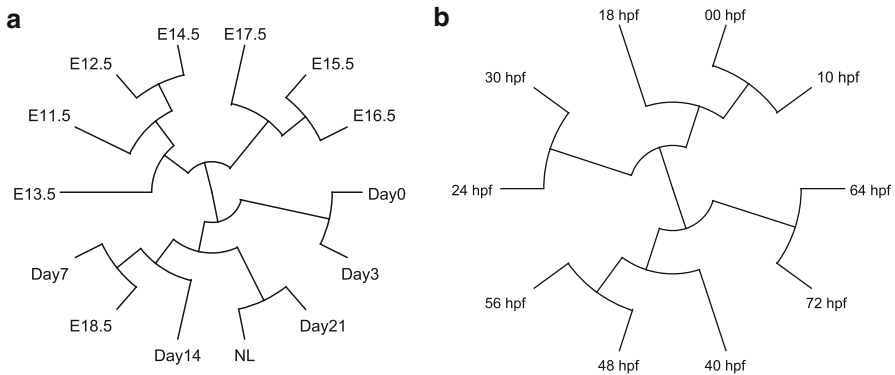 a
E14.5
E17.5
E12.5
E15.5
E11.5
E16.5
E13.5
Day0
Day7
Day3
E18.5
Day21
Day14
NL
b
18 hpf
00 hpf
30 hpf
10 hpf
24 hpf
64 hpf
56 hpf
72 hpf
48 hpf
40 hpf